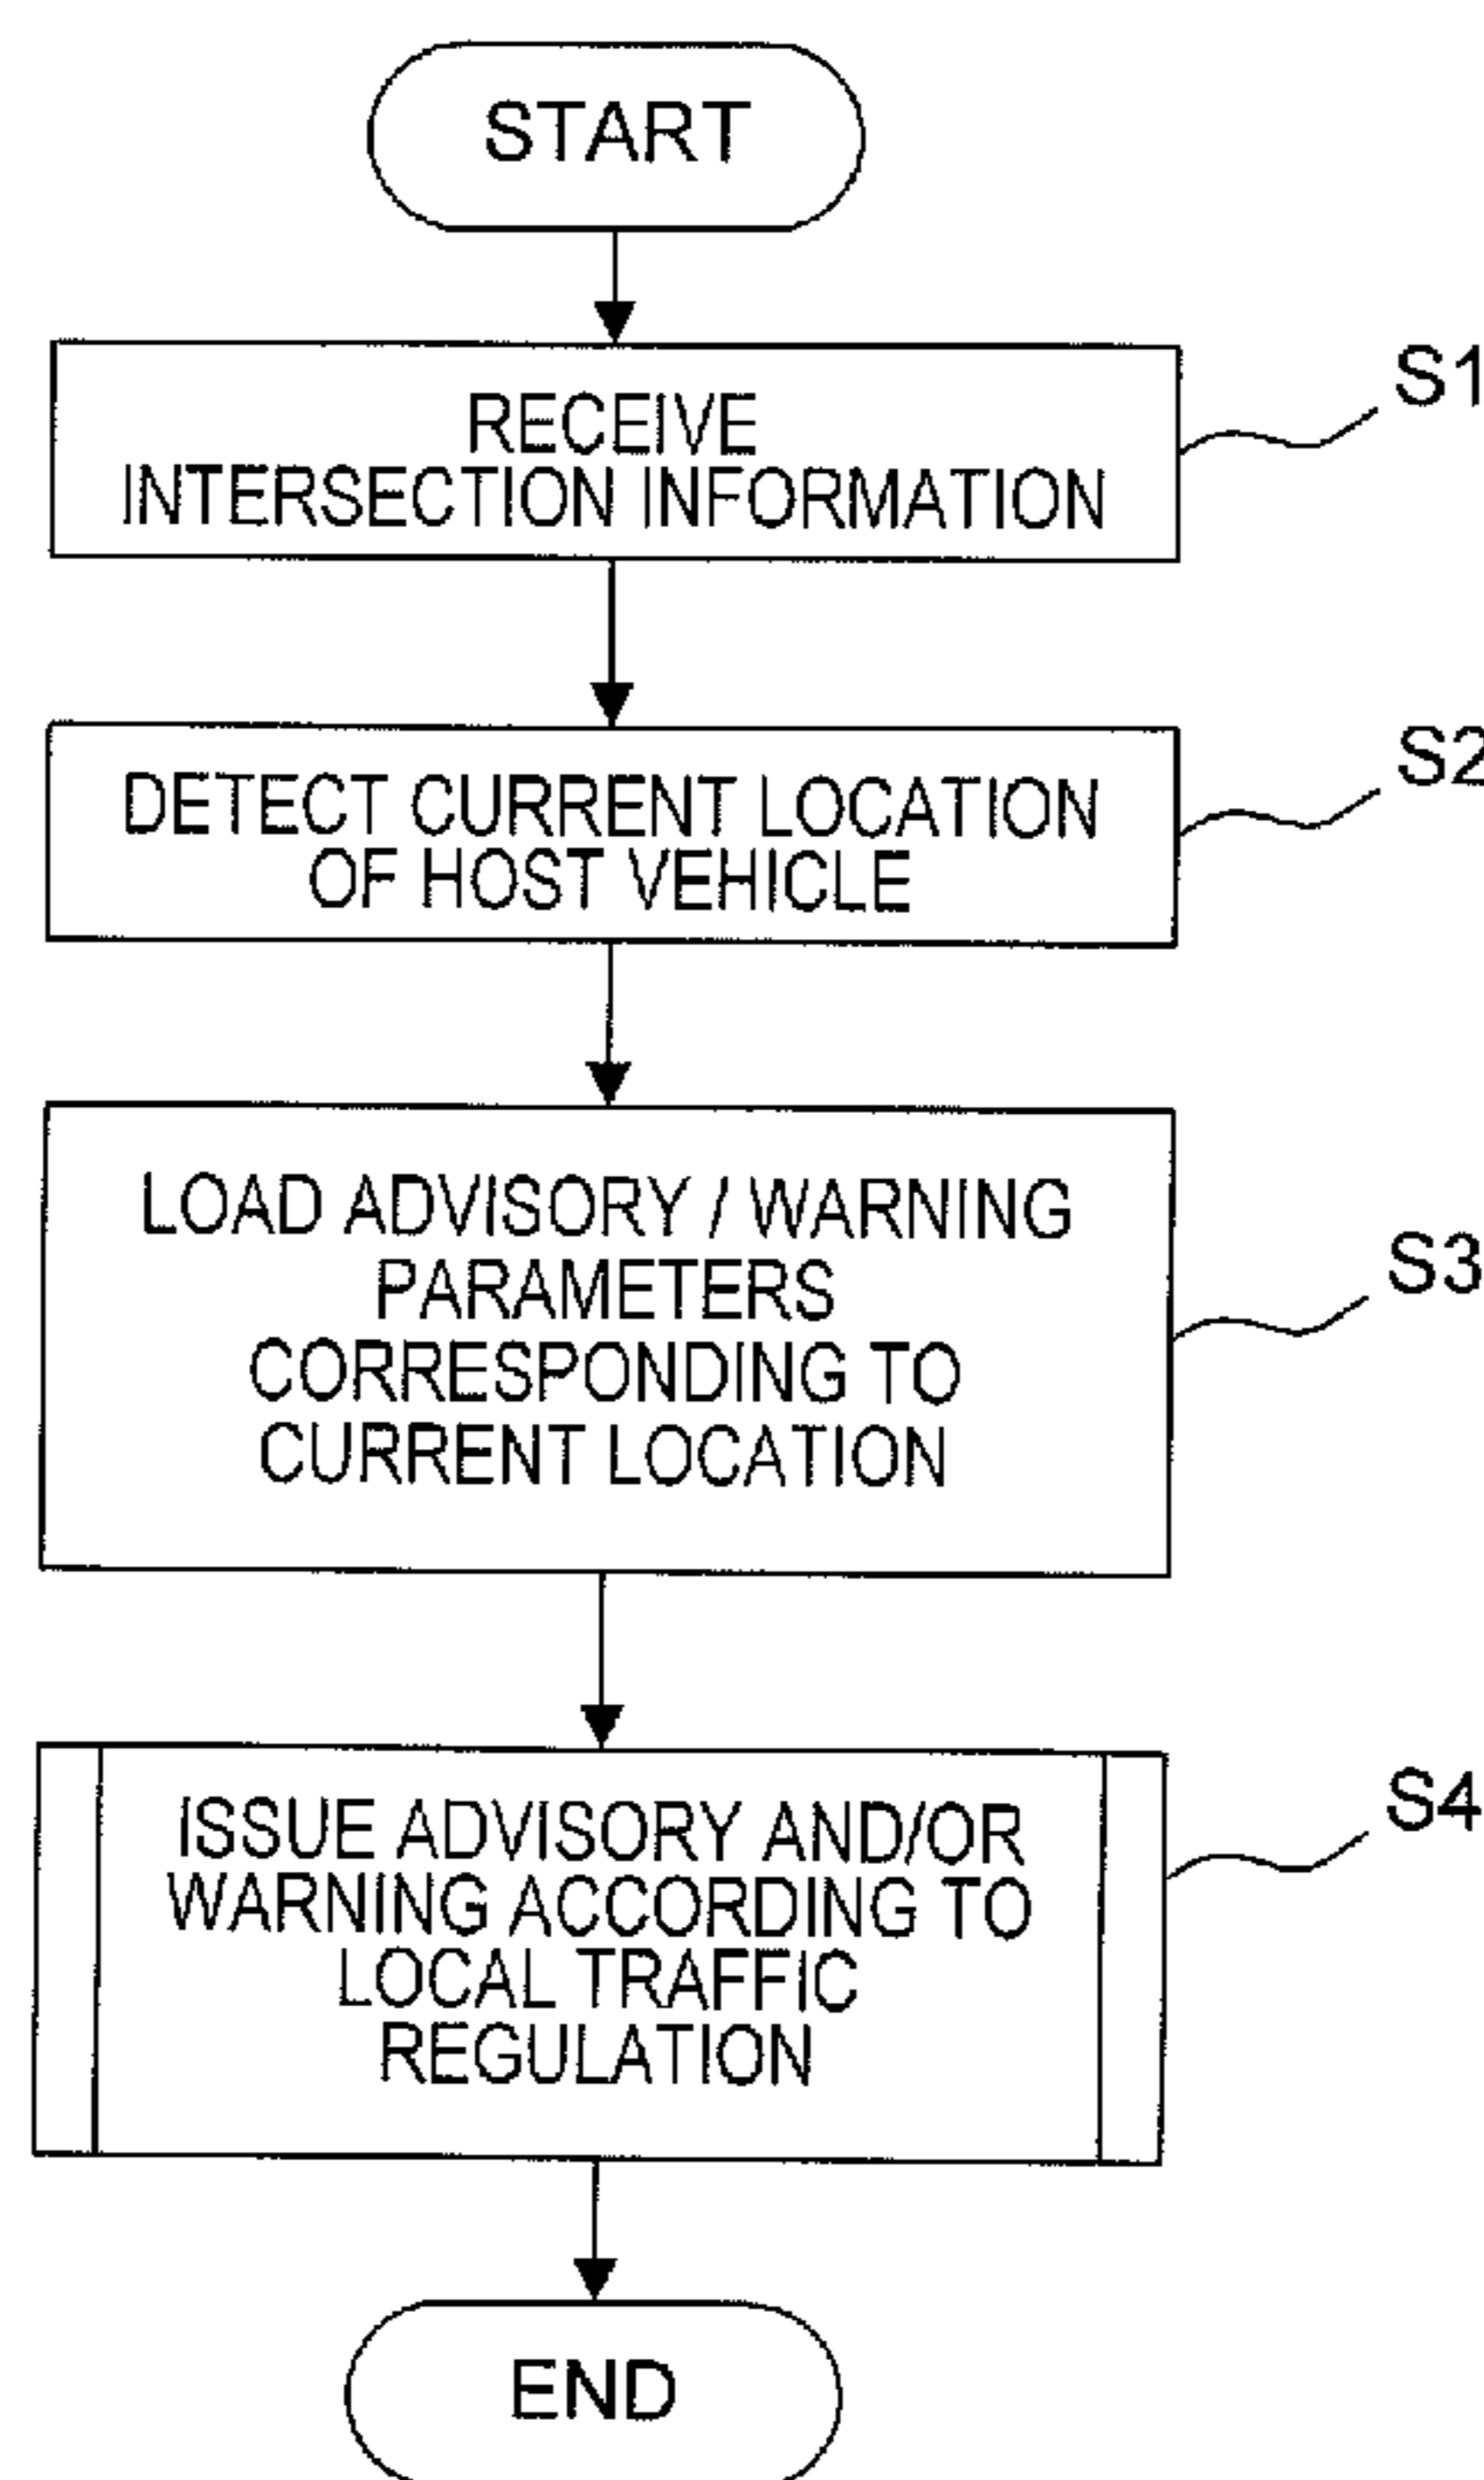 START
RECEIVE
INTERSECTION INFORMATION
S1
DETECT CURRENT LOCATION
OF HOST VEHICLE
S2
LOAD ADVISORY / WARNING
PARAMETERS
CORRESPONDING TO
CURRENT LOCATION
S3
ISSUE ADVISORY AND/OR
WARNING ACCORDING TO
LOCAL TRAFFIC
REGULATION
S4
END